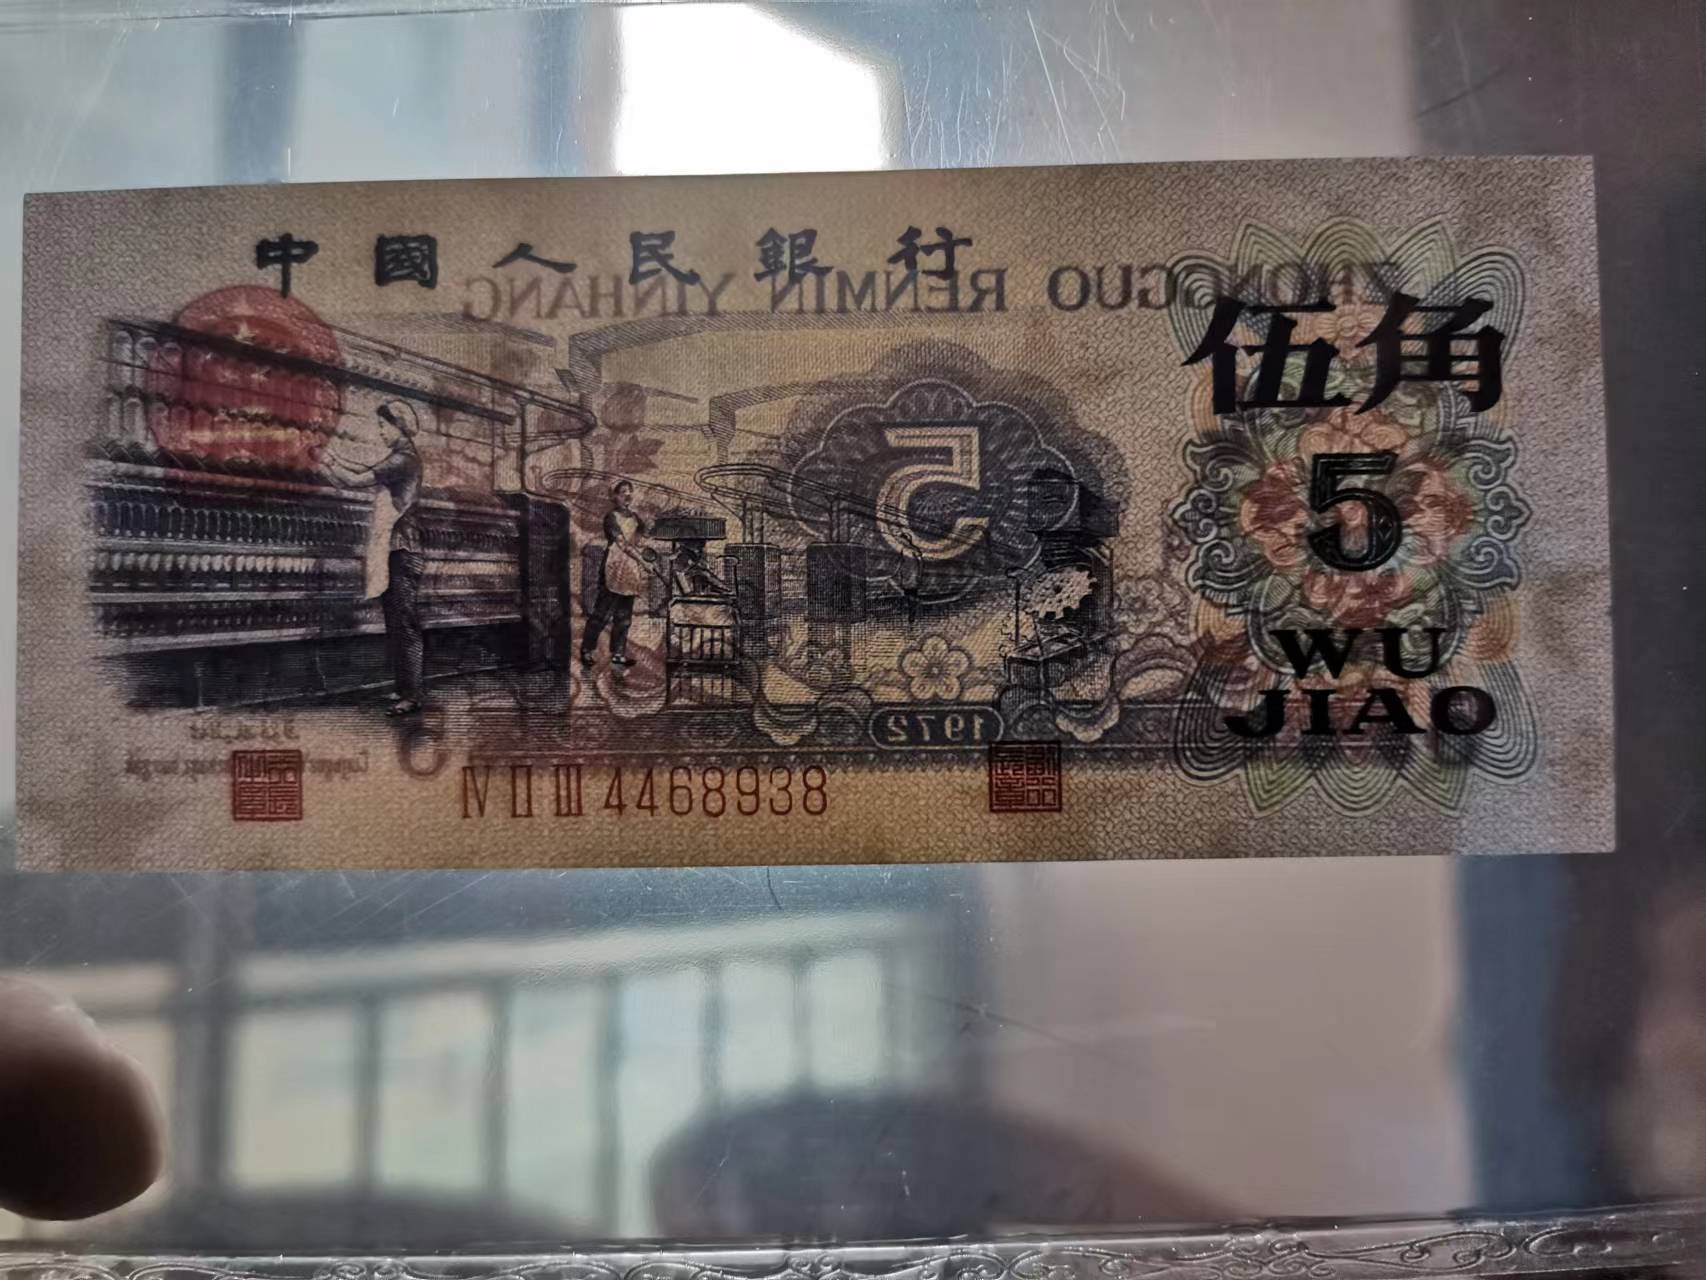 中國人民銀行
ZHONGGUO RENMIN YINHANG
伍角
5
5
WU
JIAO
1972
IV II III 4468938